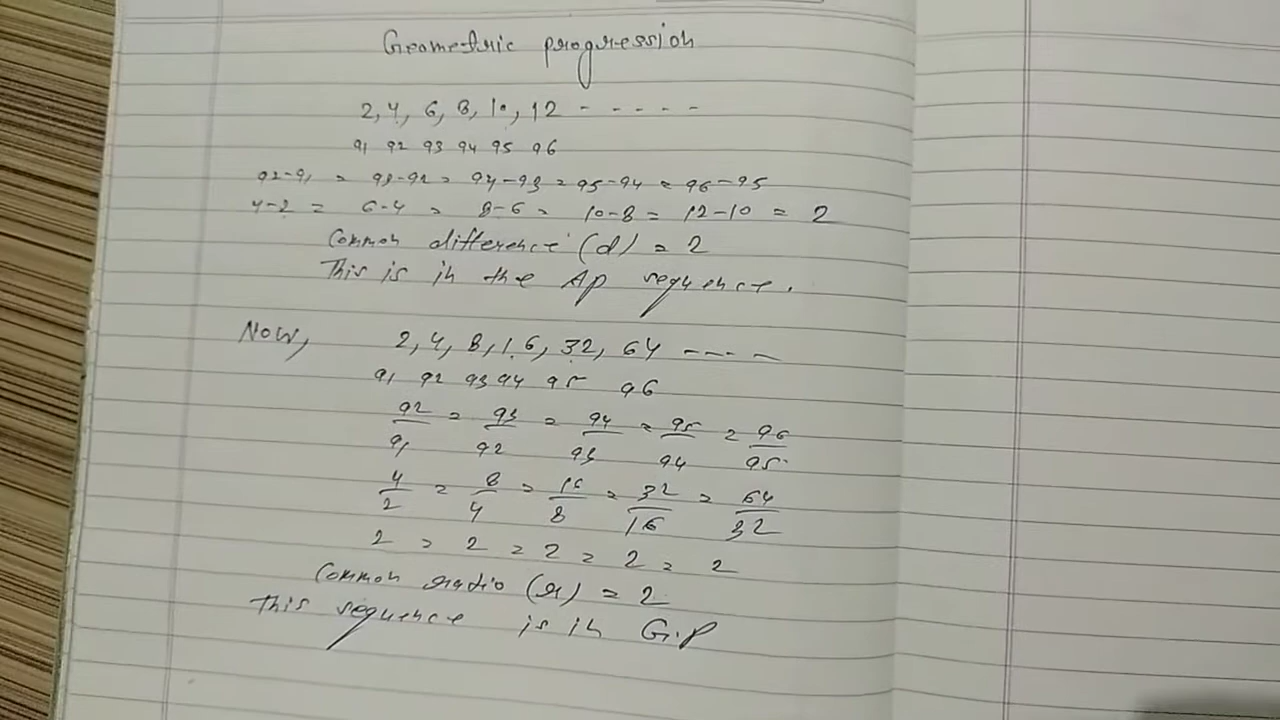 Geometric progression
2, 4, 6, 8, 10, 12 - - - - -
a1 a2 a3 a4 a5 a6
a2-a1 = a3-a2 = a4-a3 = a5-a4 = a6-a5
4-2 = 6-4 = 8-6 = 10-8 = 12-10 = 2
Common difference (d) = 2
This is in the AP sequence.
Now, 2, 4, 8, 16, 32, 64 - - - -
a1 a2 a3 a4 a5 a6
a2/a1 = a3/a2 = a4/a3 = a5/a4 = a6/a5
4/2 = 8/4 = 16/8 = 32/16 = 64/32
2 = 2 = 2 = 2 = 2
Common ratio (r) = 2
This sequence is in G.P